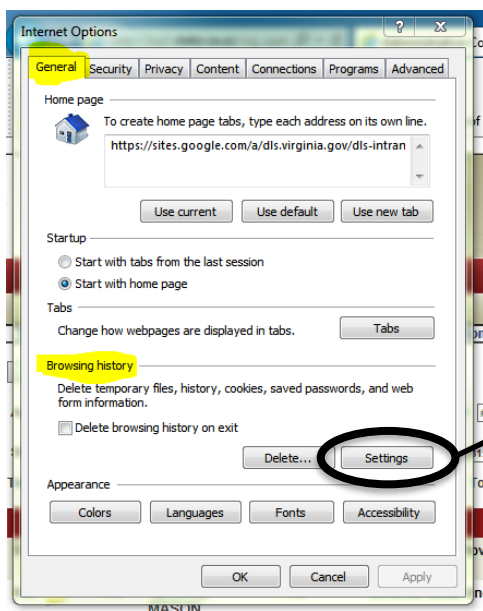 Internet Options
General Security Privacy Content Connections Programs Advanced
Home page
To create home page tabs, type each address on its own line.
https://sites.google.com/a/dls.virginia.gov/dls-intran
Use current Use default Use new tab
Startup
Start with tabs from the last session
Start with home page
Tabs
Change how webpages are displayed in tabs. Tabs
Browsing history
Delete temporary files, history, cookies, saved passwords, and web
form information.
Delete browsing history on exit
Delete... Settings
Appearance
Colors Languages Fonts Accessibility
OK Cancel Apply
MASON